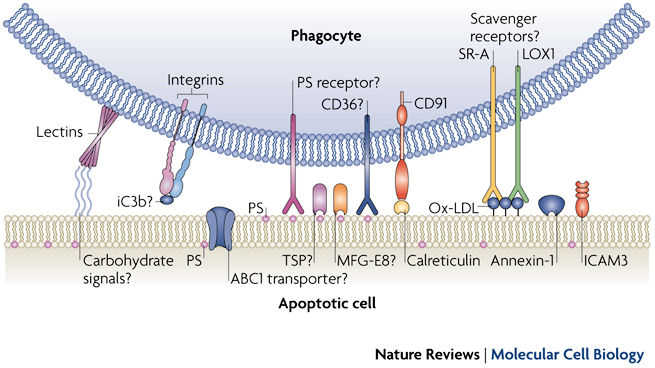 Scavenger
receptors?
Phagocyte
SR-A
LOX1
Integrins
PS receptor?
CD36?
CD91
Lectins
iC3b?
PS
Ox-LDL
Carbohydrate
signals?
PS
ABC1 transporter?
TSP?
MFG-E8?
Calreticulin
Annexin-1
ICAM3
Apoptotic cell
Nature Reviews | Molecular Cell Biology